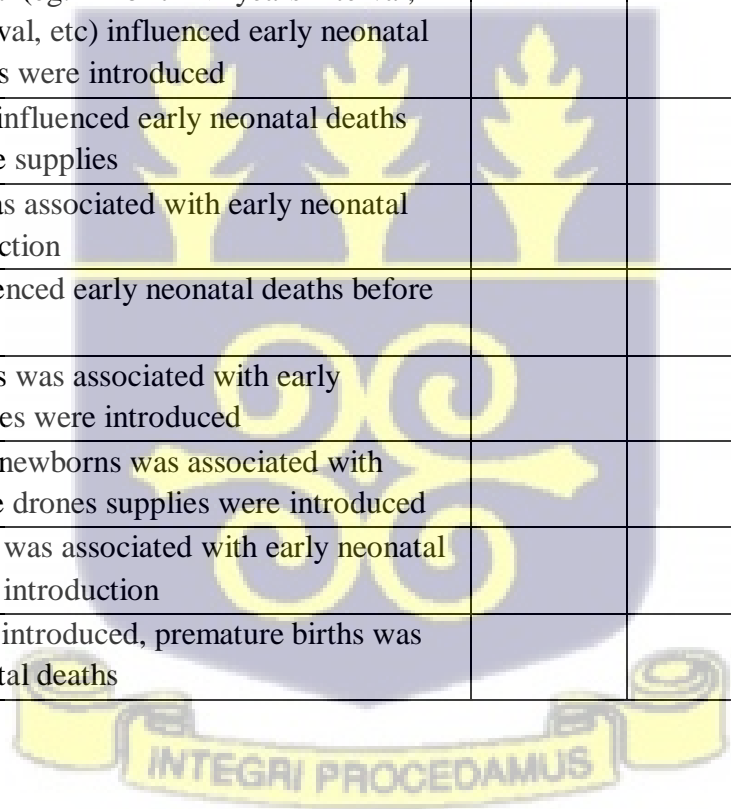 years interval,
val, etc) influenced early neonatal
s were introduced
influenced early neonatal deaths
e supplies
as associated with early neonatal
ction
enced early neonatal deaths before
s was associated with early
es were introduced
newborns was associated with
e drones supplies were introduced
was associated with early neonatal
introduction
introduced, premature births was
tal deaths
INTEGRI PROCEDAMUS